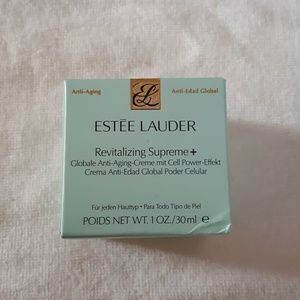 Anti-Aging Anti-Edad Global
EL
ESTĒE LAUDER
Revitalizing Supreme+
Globale Anti-Aging-Creme mit Cell Power-Effekt
Crema Anti-Edad Global Poder Celular
Für jeden Hauttyp • Para Todo Tipo de Piel
POIDS NET WT. 1 OZ./30 ml ℮